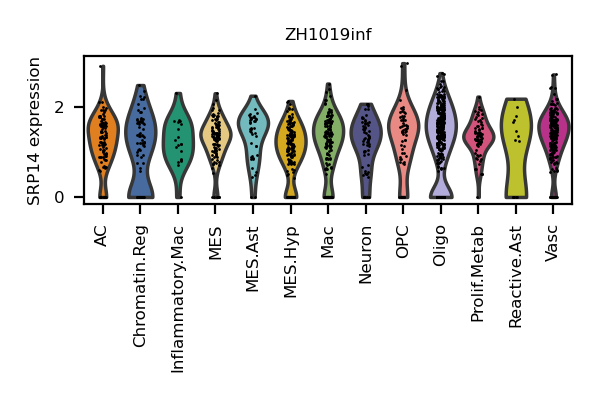 ZH1019inf
SRP14 expression
2
0
AC
Chromatin.Reg
Inflammatory.Mac
MES
MES.Ast
MES.Hyp
Mac
Neuron
OPC
Oligo
Prolif.Metab
Reactive.Ast
Vasc